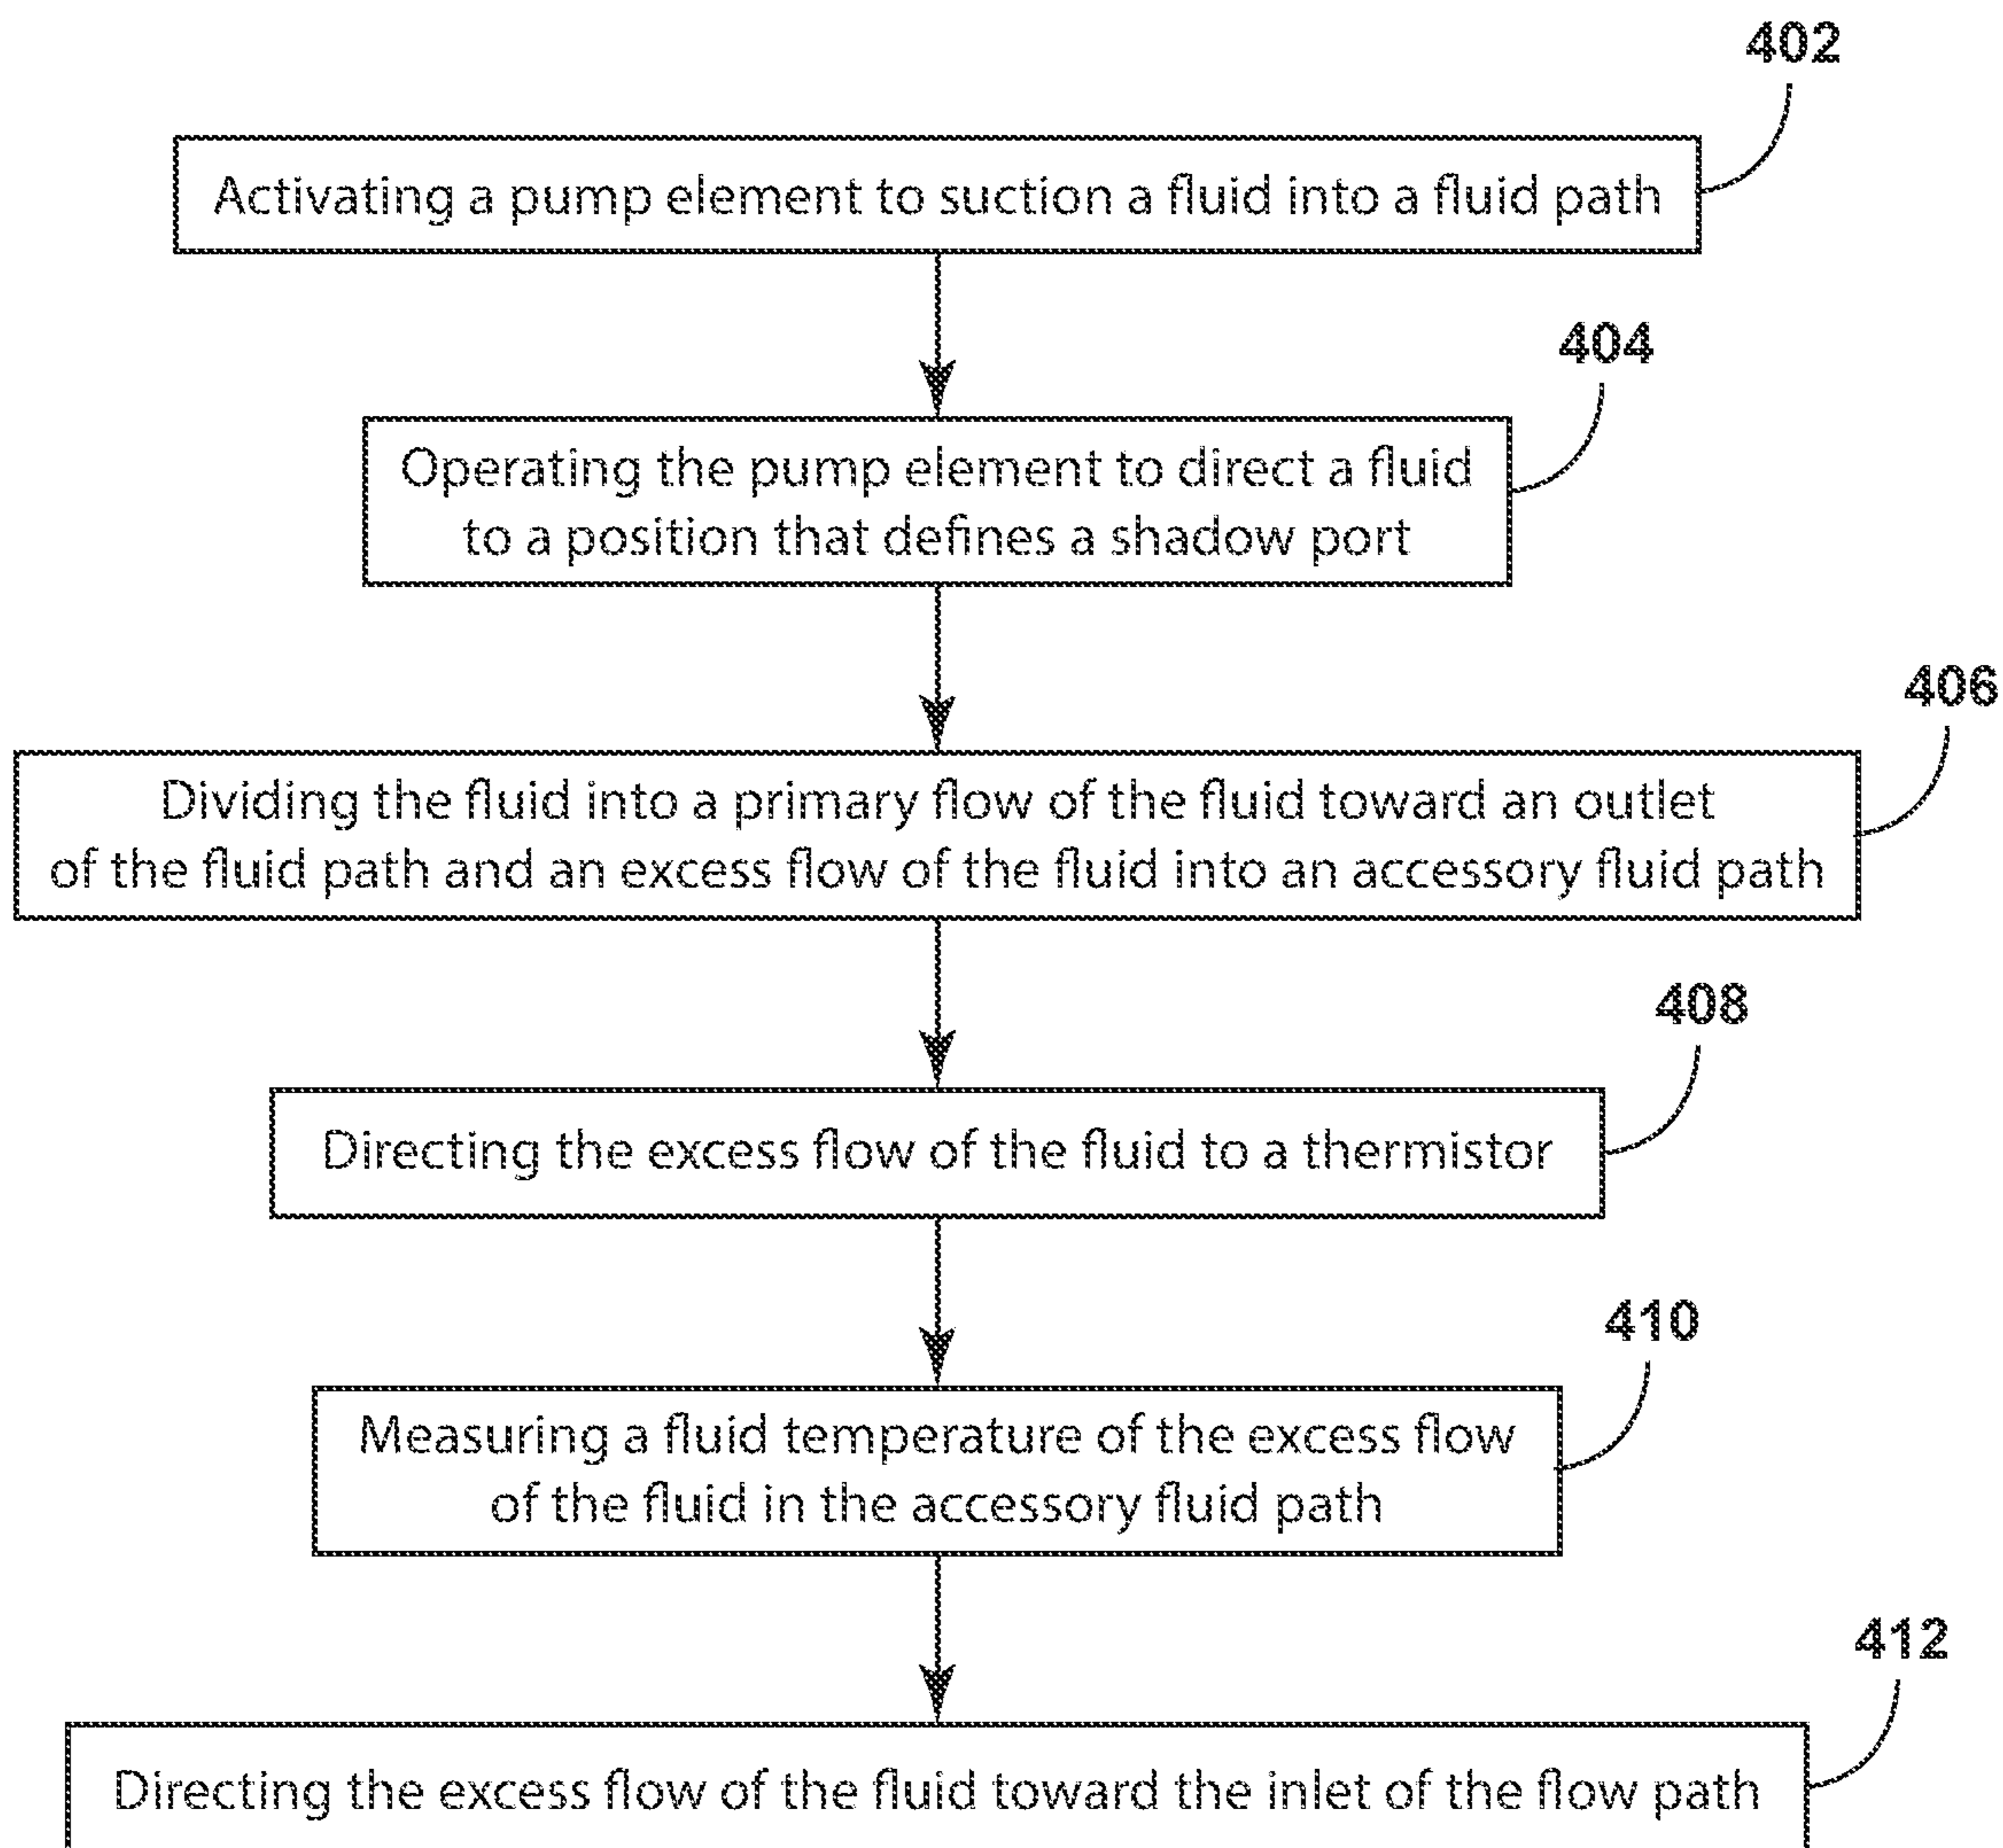 402
Activating a pump element to suction a fluid into a fluid path
404
Operating the pump element to direct a fluid
to a position that defines a shadow port
406
Dividing the fluid into a primary flow of the fluid toward an outlet
of the fluid path and an excess flow of the fluid into an accessory fluid path
408
Directing the excess flow of the fluid to a thermistor
410
Measuring a fluid temperature of the excess flow
of the fluid in the accessory fluid path
412
Directing the excess flow of the fluid toward the inlet of the flow path